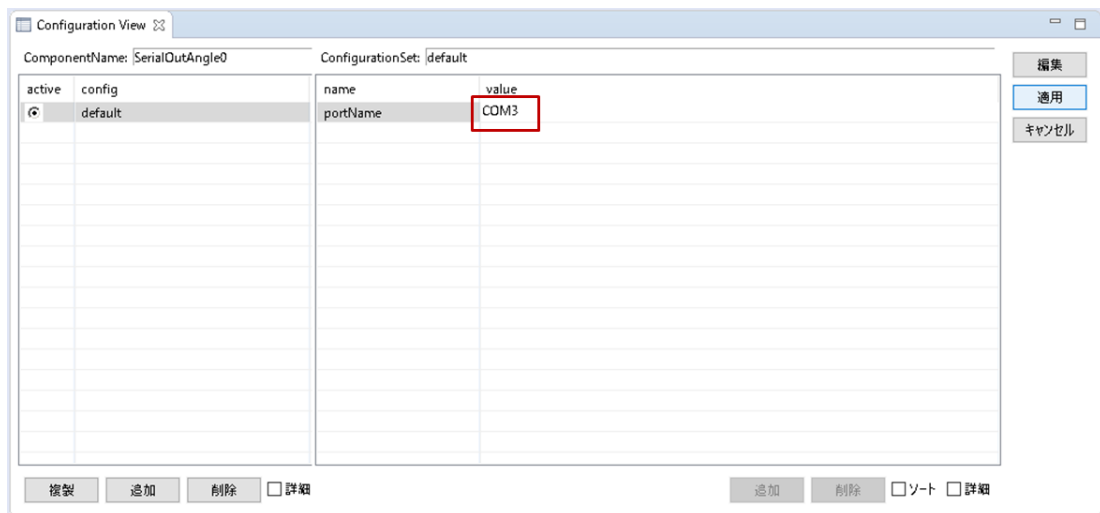 Configuration View
ComponentName: SerialOutAngle0 ConfigurationSet: default
編集
active config name value
適用
default portName COM3
キャンセル
複製 追加 削除 詳細 追加 削除 ソート 詳細